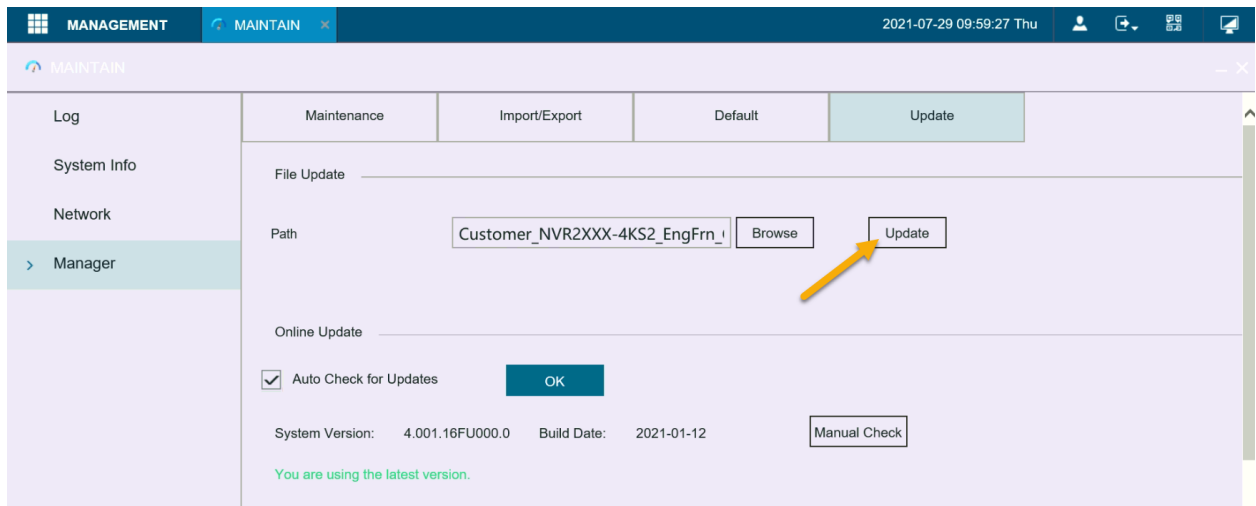 MANAGEMENT MAINTAIN × 2021-07-29 09:59:27 Thu
MAINTAIN
Log Maintenance Import/Export Default Update
System Info
File Update
Network
Path Customer_NVR2XXX-4KS2_EngFrn_ Browse Update
Manager
Online Update
Auto Check for Updates OK
System Version: 4.001.16FU000.0 Build Date: 2021-01-12 Manual Check
You are using the latest version.